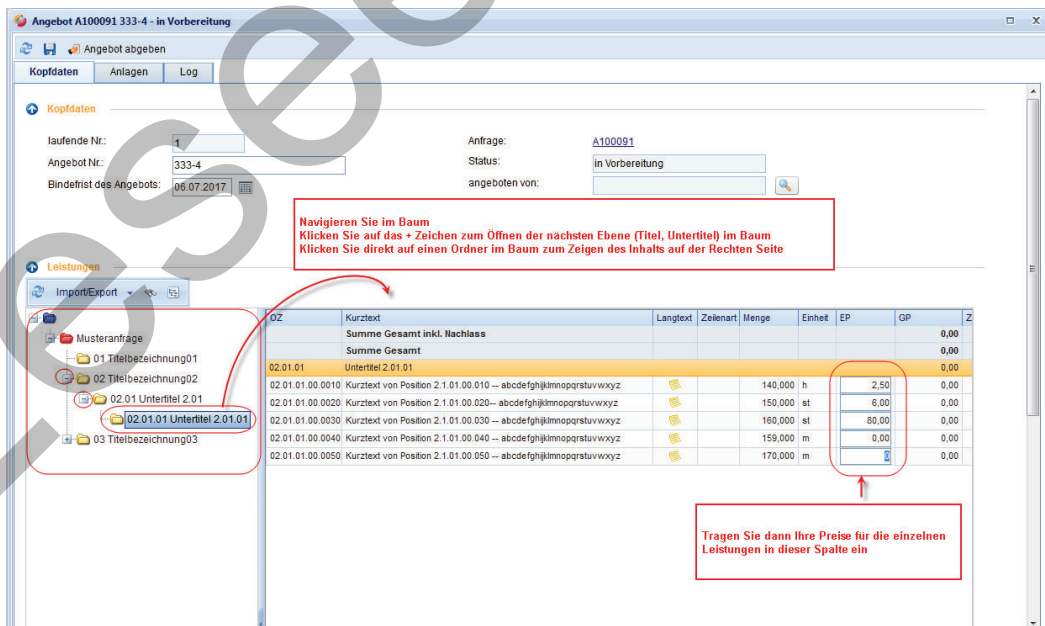 Angebot A100091 333-4 - in Vorbereitung
Angebot abgeben
Kopfdaten Anlagen Log
Kopfdaten
laufende Nr.: 1 Anfrage: A100091
Angebot Nr.: 333-4 Status: in Vorbereitung
Bindefrist des Angebots: 06.07.2017 angeboten von:
Navigieren Sie im Baum
Klicken Sie auf das + Zeichen zum Öffnen der nächsten Ebene (Titel, Untertitel) im Baum
Klicken Sie direkt auf einen Ordner im Baum zum Zeigen des Inhalts auf der Rechten Seite
Leistungen
Import/Export
Musteranfrage
01 Titelbezeichnung01
02 Titelbezeichnung02
02.01 Untertitel 2.01
02.01.01 Untertitel 2.01.01
03 Titelbezeichnung03
OZ Kurztext Langtext Zeilenart Menge Einheit EP GP Z
Summe Gesamt inkl. Nachlass 0,00
Summe Gesamt 0,00
02.01.01 Untertitel 2.01.01 0,00
02.01.01.00.0010 Kurztext von Position 2.1.01.00.010 -- abcdefghijklmnopqrstuvwxyz 140,000 h 2,50 0,00
02.01.01.00.0020 Kurztext von Position 2.1.01.00.020-- abcdefghijklmnopqrstuvwxyz 150,000 st 6,00 0,00
02.01.01.00.0030 Kurztext von Position 2.1.01.00.030 -- abcdefghijklmnopqrstuvwxyz 160,000 st 80,00 0,00
02.01.01.00.0040 Kurztext von Position 2.1.01.00.040 -- abcdefghijklmnopqrstuvwxyz 159,000 m 0,00 0,00
02.01.01.00.0050 Kurztext von Position 2.1.01.00.050 -- abcdefghijklmnopqrstuvwxyz 170,000 m 0 0,00
Tragen Sie dann Ihre Preise für die einzelnen
Leistungen in dieser Spalte ein